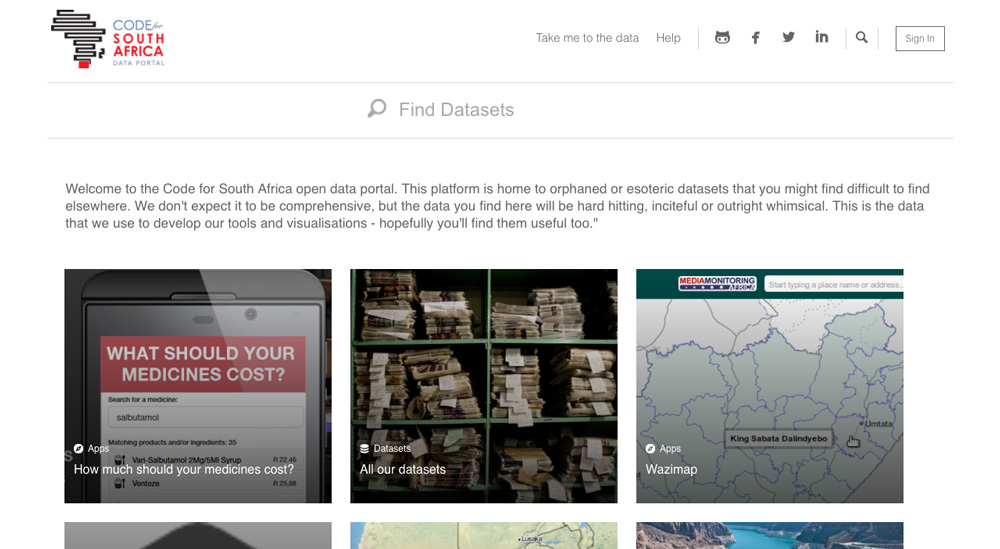 CODE for
SOUTH
AFRICA
DATA PORTAL
Take me to the data Help
Sign In
Find Datasets
Welcome to the Code for South Africa open data portal. This platform is home to orphaned or esoteric datasets that you might find difficult to find
elsewhere. We don't expect it to be comprehensive, but the data you find here will be hard hitting, inciteful or outright whimsical. This is the data
that we use to develop our tools and visualisations - hopefully you'll find them useful too."
WHAT SHOULD YOUR
MEDICINES COST?
Search for a medicine:
salbutamol
Matching products and/or ingredients: 35
Vari-Salbutamol 2Mg/5Ml Syrup R 22.46
Venteze R 25.88
Apps
How much should your medicines cost?
Datasets
All our datasets
MEDIAMONITORING
AFRICA
Start typing a place name or address..
King Sabata Dalindyebo
Umtata
Apps
Wazimap
Lusaka